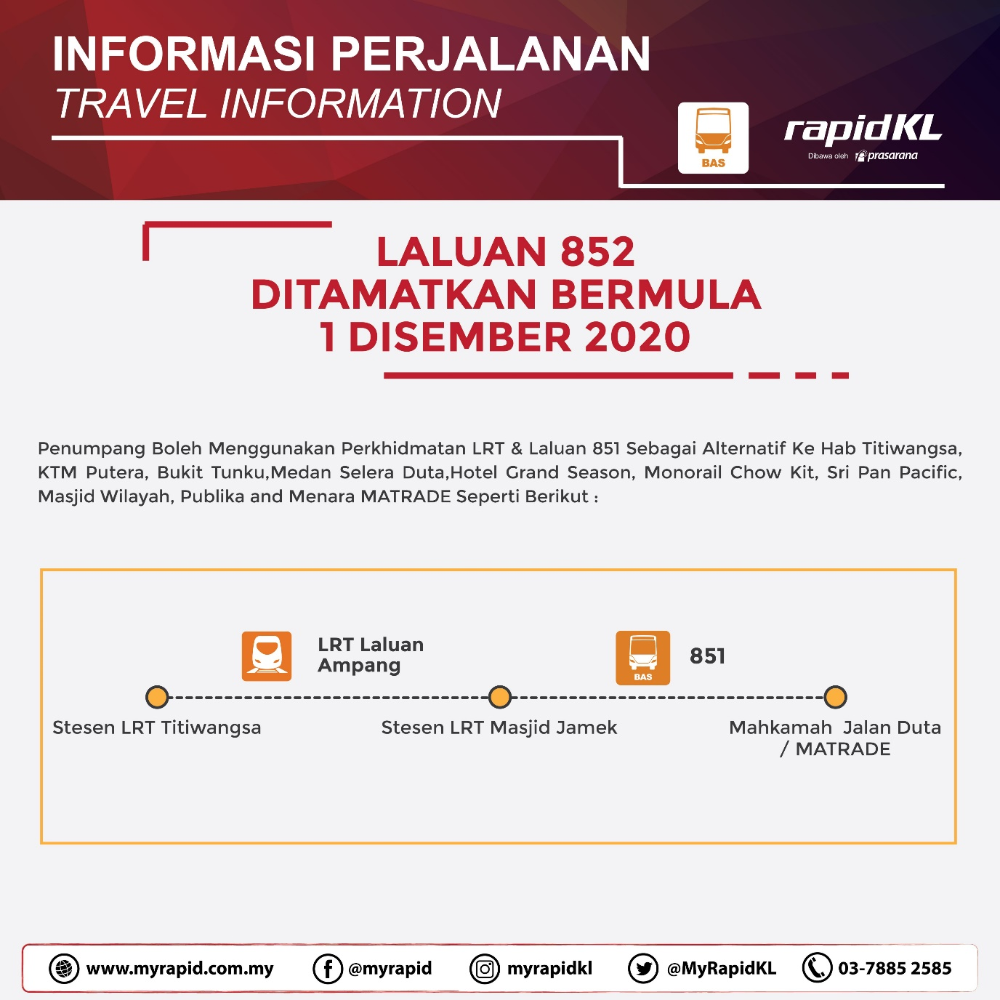 INFORMASI PERJALANAN
TRAVEL INFORMATION
BAS
rapidKL
Dibawa oleh prasarana
LALUAN 852
DITAMATKAN BERMULA
1 DISEMBER 2020
Penumpang Boleh Menggunakan Perkhidmatan LRT & Laluan 851 Sebagai Alternatif Ke Hab Titiwangsa,
KTM Putera, Bukit Tunku,Medan Selera Duta,Hotel Grand Season, Monorail Chow Kit, Sri Pan Pacific,
Masjid Wilayah, Publika and Menara MATRADE Seperti Berikut :
LRT Laluan
Ampang
BAS
851
Stesen LRT Titiwangsa
Stesen LRT Masjid Jamek
Mahkamah Jalan Duta
/ MATRADE
www.myrapid.com.my
@myrapid
myrapidkl
@MyRapidKL
03-7885 2585